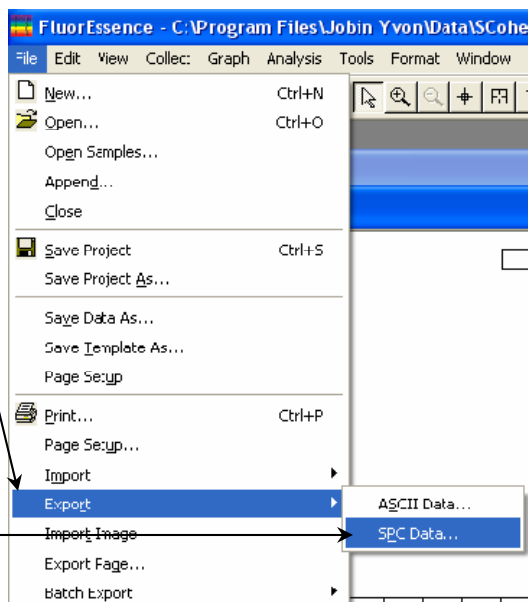 FluorEssence - C:\Program Files\Jobin Yvon\Data\SCohe
File Edit View Collect Graph Analysis Tools Format Window
New... Ctrl+N
Open... Ctrl+O
Open Samples...
Append...
Close
Save Project Ctrl+S
Save Project As...
Save Data As...
Save Template As...
Page Setup
Print... Ctrl+P
Page Setup...
Import
Export
ASCII Data...
SPC Data...
Import Image
Export Page...
Batch Export